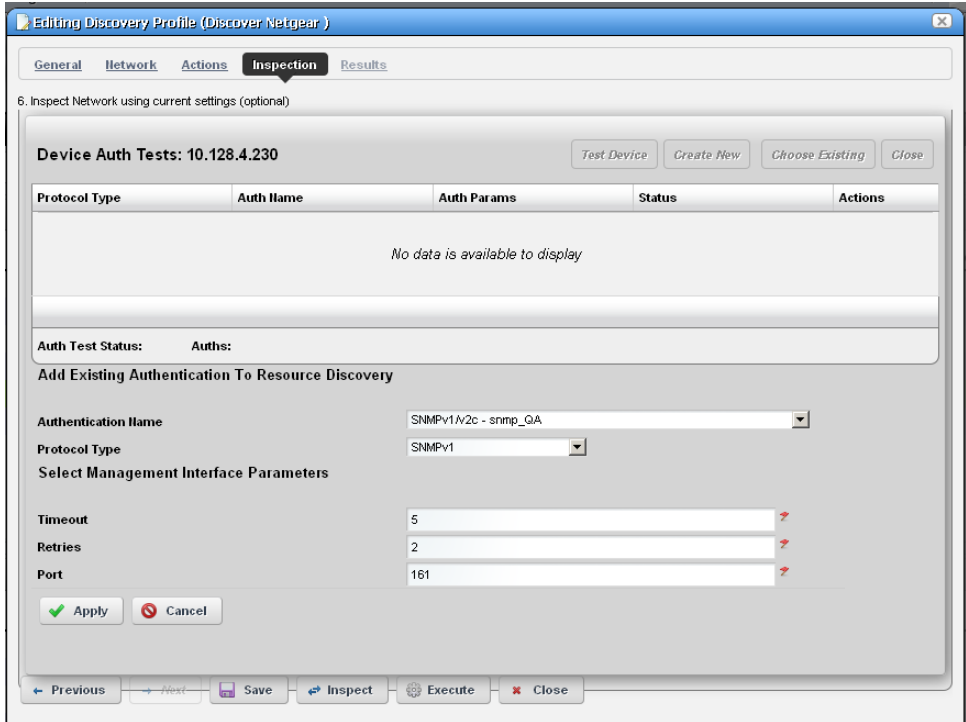 Editing Discovery Profile (Discover Netgear )
General Network Actions Inspection Results
6. Inspect Network using current settings (optional)
Device Auth Tests: 10.128.4.230 Test Device Create New Choose Existing Close
Protocol Type Auth Name Auth Params Status Actions
No data is available to display
Auth Test Status: Auths:
Add Existing Authentication To Resource Discovery
Authentication Name SNMPv1/v2c - snmp_QA
Protocol Type SNMPv1
Select Management Interface Parameters
Timeout 5
Retries 2
Port 161
Apply Cancel
Previous Next Save Inspect Execute Close